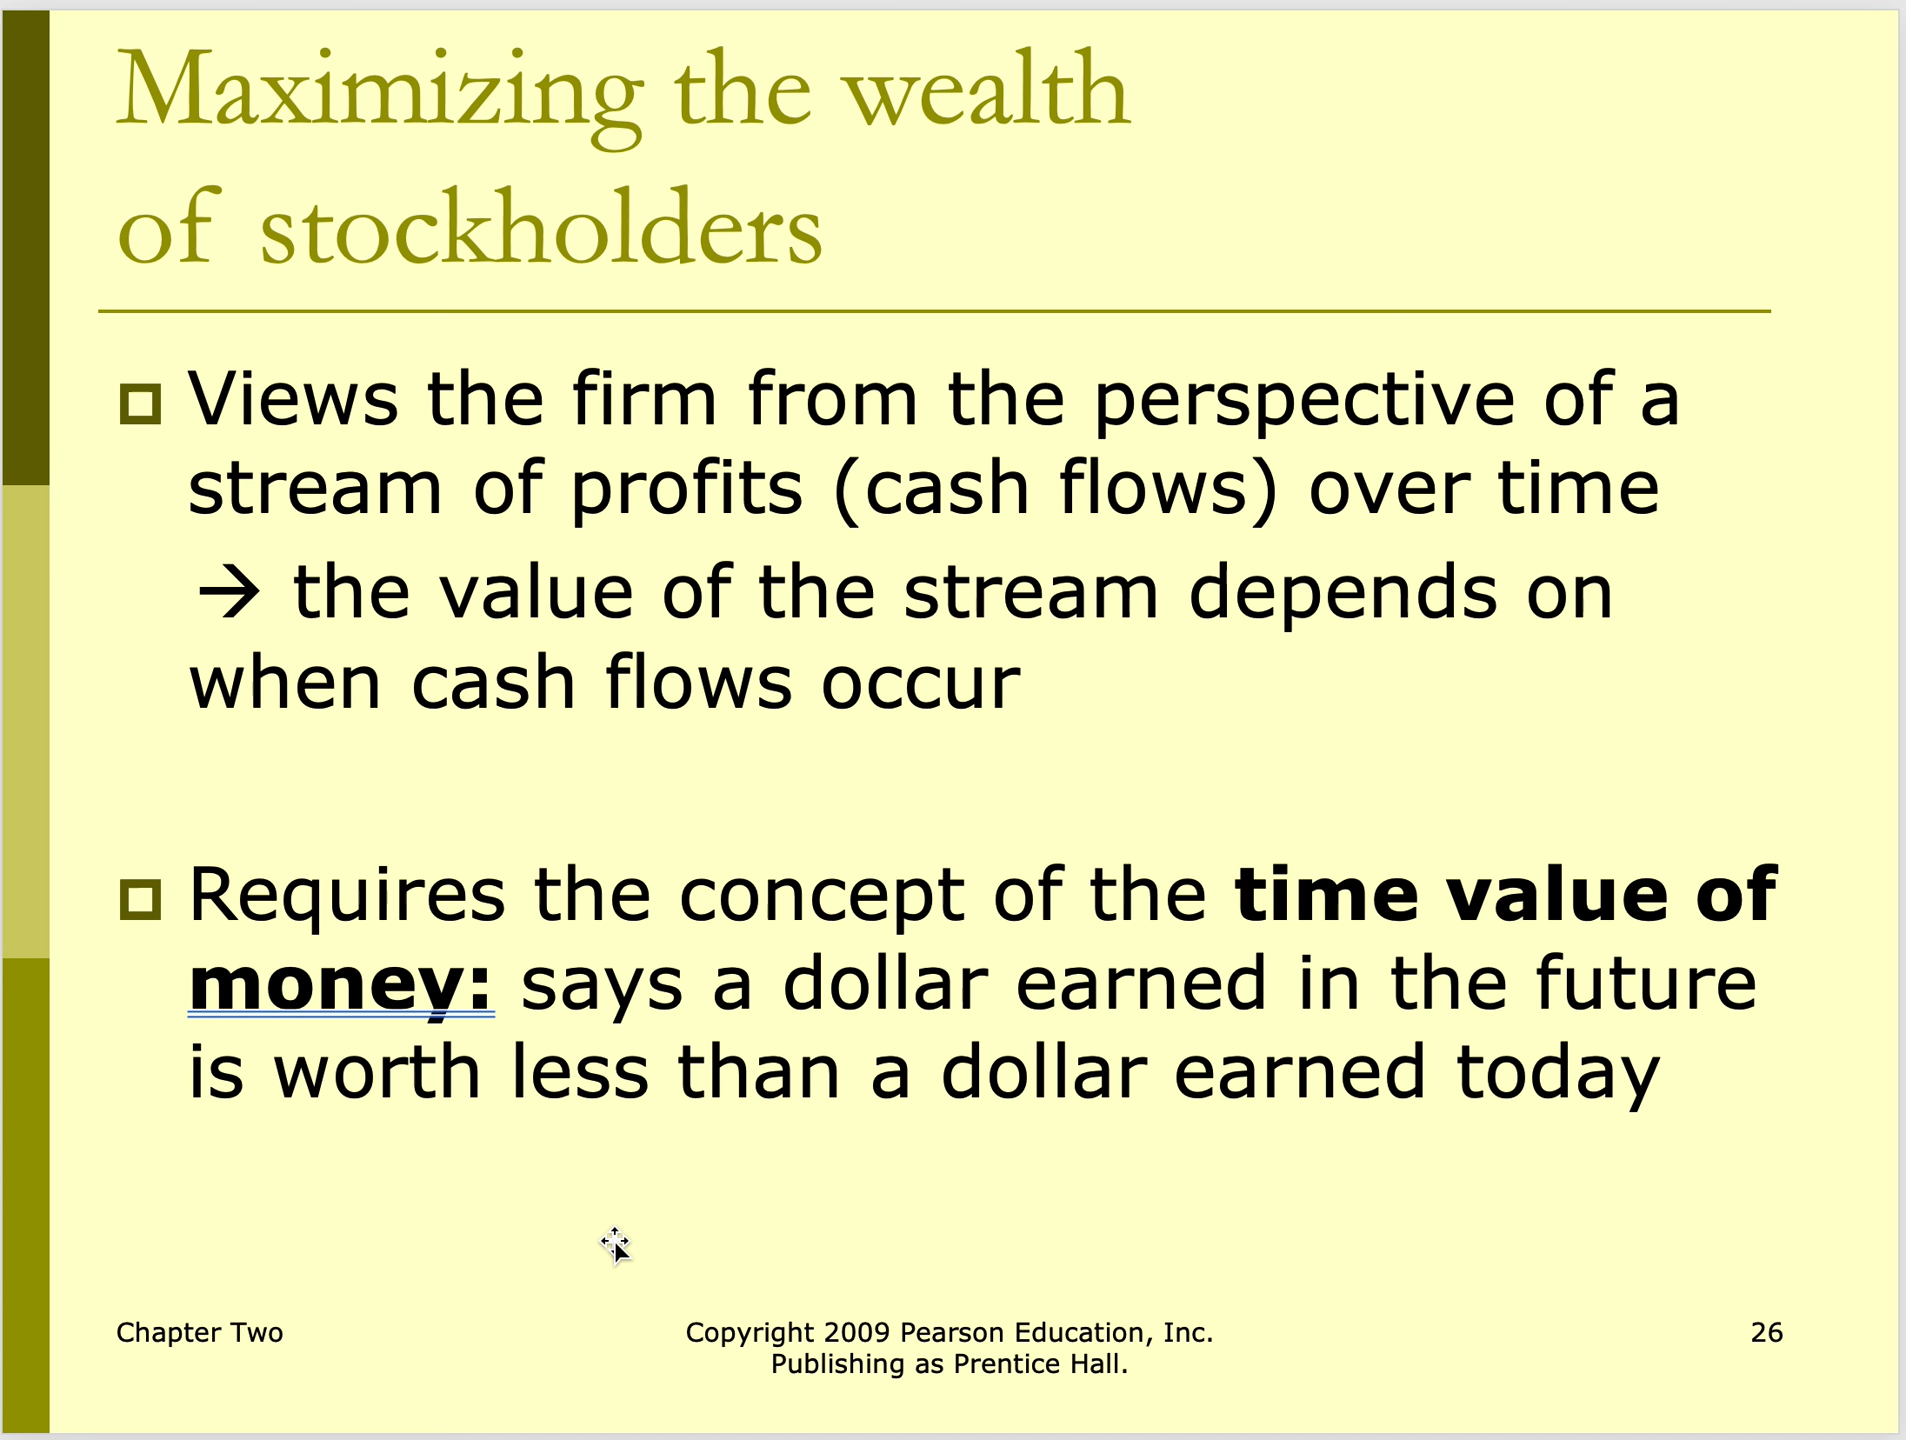 Maximizing the wealth
of stockholders
Views the firm from the perspective of a
stream of profits (cash flows) over time
→ the value of the stream depends on
when cash flows occur
Requires the concept of the time value of
money: says a dollar earned in the future
is worth less than a dollar earned today
Chapter Two
Copyright 2009 Pearson Education, Inc.
Publishing as Prentice Hall.
26